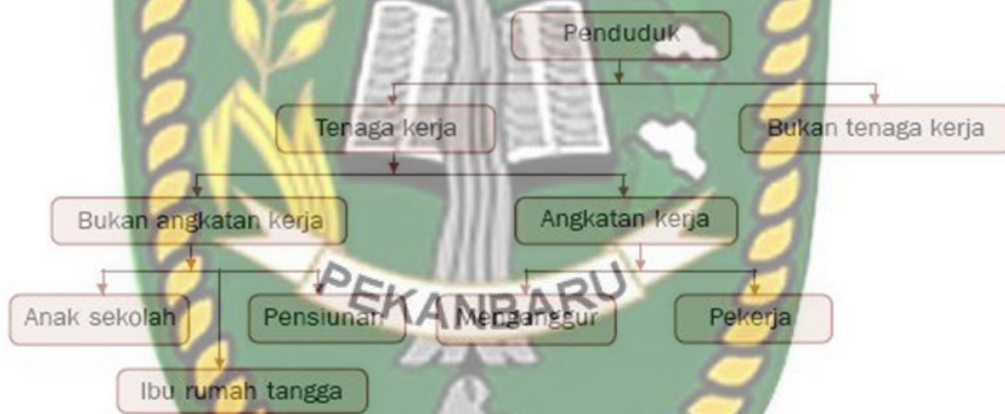 Penduduk
Tenaga kerja
Bukan tenaga kerja
Bukan angkatan kerja
Angkatan kerja
PEKANBARU
Anak sekolah
Pensiunan
Menganggur
Pekerja
Ibu rumah tangga